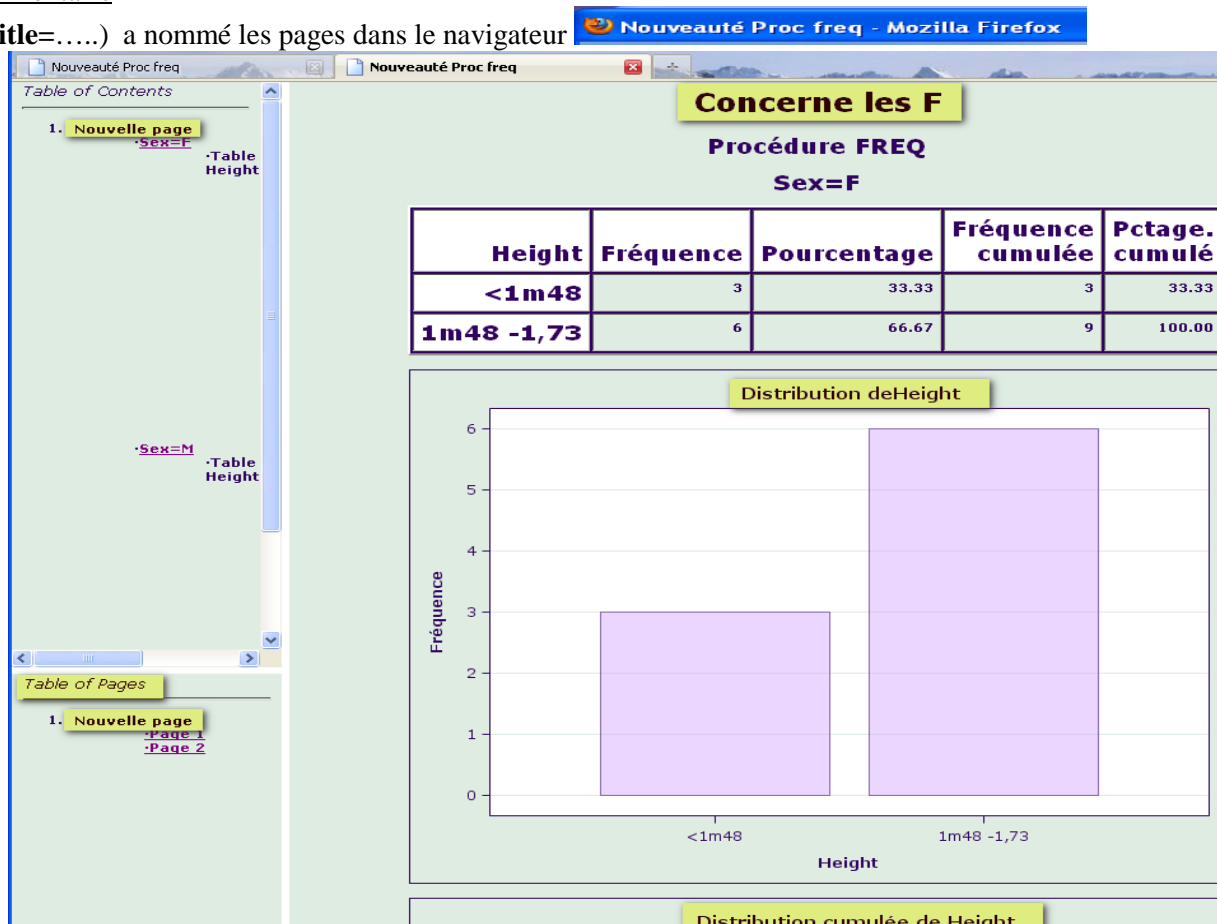 itle=…..) a nommé les pages dans le navigateur Nouveauté Proc freq - Mozilla Firefox
Nouveauté Proc freq Nouveauté Proc freq
Table of Contents
1. Nouvelle page
·Sex=F
·Table
Height
·Sex=M
·Table
Height
Table of Pages
1. Nouvelle page
·Page 1
·Page 2
Concerne les F
Procédure FREQ
Sex=F
Height Fréquence Pourcentage Fréquence cumulée Pctage. cumulé
<1m48 3 33.33 3 33.33
1m48 -1,73 6 66.67 9 100.00
Distribution deHeight
6
5
4
3
2
1
0
Fréquence
<1m48 1m48 -1,73
Height
Distribution cumulée de Height